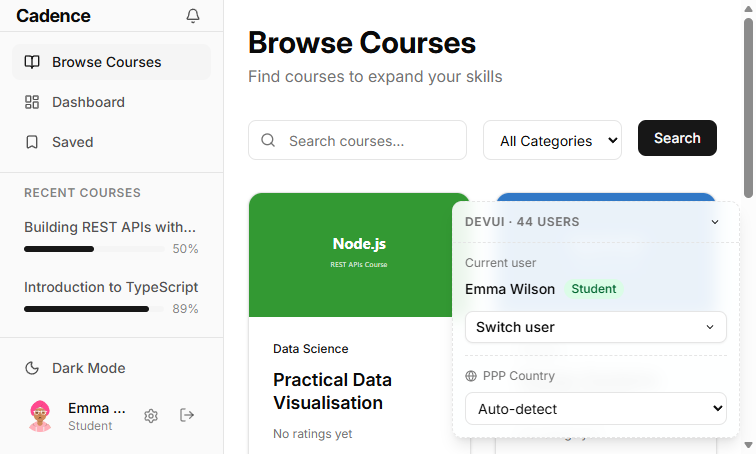 Cadence
Browse Courses
Dashboard
Saved
RECENT COURSES
Building REST APIs with...
50%
Introduction to TypeScript
89%
Dark Mode
Emma ...
Student
Browse Courses
Find courses to expand your skills
Search courses...
All Categories
Search
Node.js
REST APIs Course
Data Science
Practical Data
Visualisation
No ratings yet
DEVUI · 44 USERS
Current user
Emma Wilson
Student
Switch user
PPP Country
Auto-detect